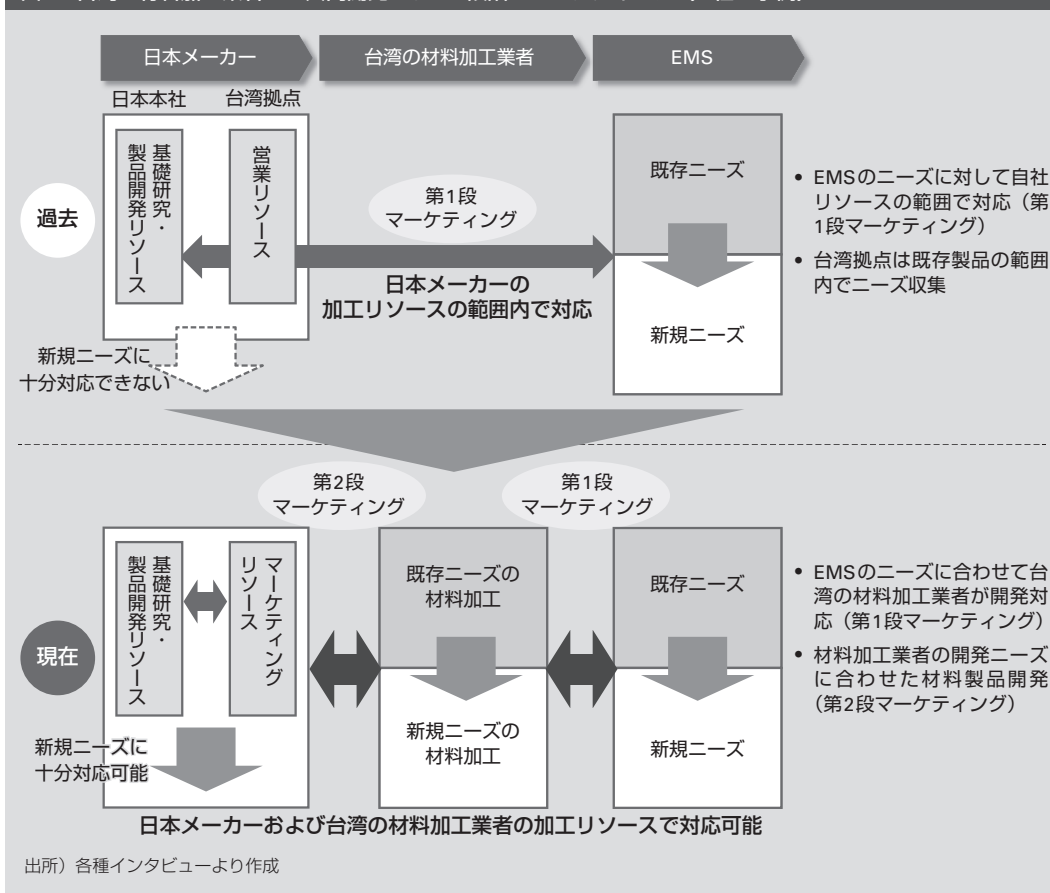 日本メーカー
台湾の材料加工業者
EMS
日本本社
台湾拠点
過去
基礎研究・
製品開発リソース
営業リソース
第1段
マーケティング
日本メーカーの
加工リソースの範囲内で対応
既存ニーズ
新規ニーズ
新規ニーズに
十分対応できない
• EMSのニーズに対して自社
リソースの範囲で対応（第
1段マーケティング）
• 台湾拠点は既存製品の範囲
内でニーズ収集
第2段
マーケティング
第1段
マーケティング
現在
基礎研究・
製品開発リソース
マーケティング
リソース
既存ニーズの
材料加工
新規ニーズの
材料加工
既存ニーズ
新規ニーズ
新規ニーズに
十分対応可能
• EMSのニーズに合わせて台
湾の材料加工業者が開発対
応（第1段マーケティング）
• 材料加工業者の開発ニーズ
に合わせた材料製品開発
（第2段マーケティング）
日本メーカーおよび台湾の材料加工業者の加工リソースで対応可能
出所）各種インタビューより作成